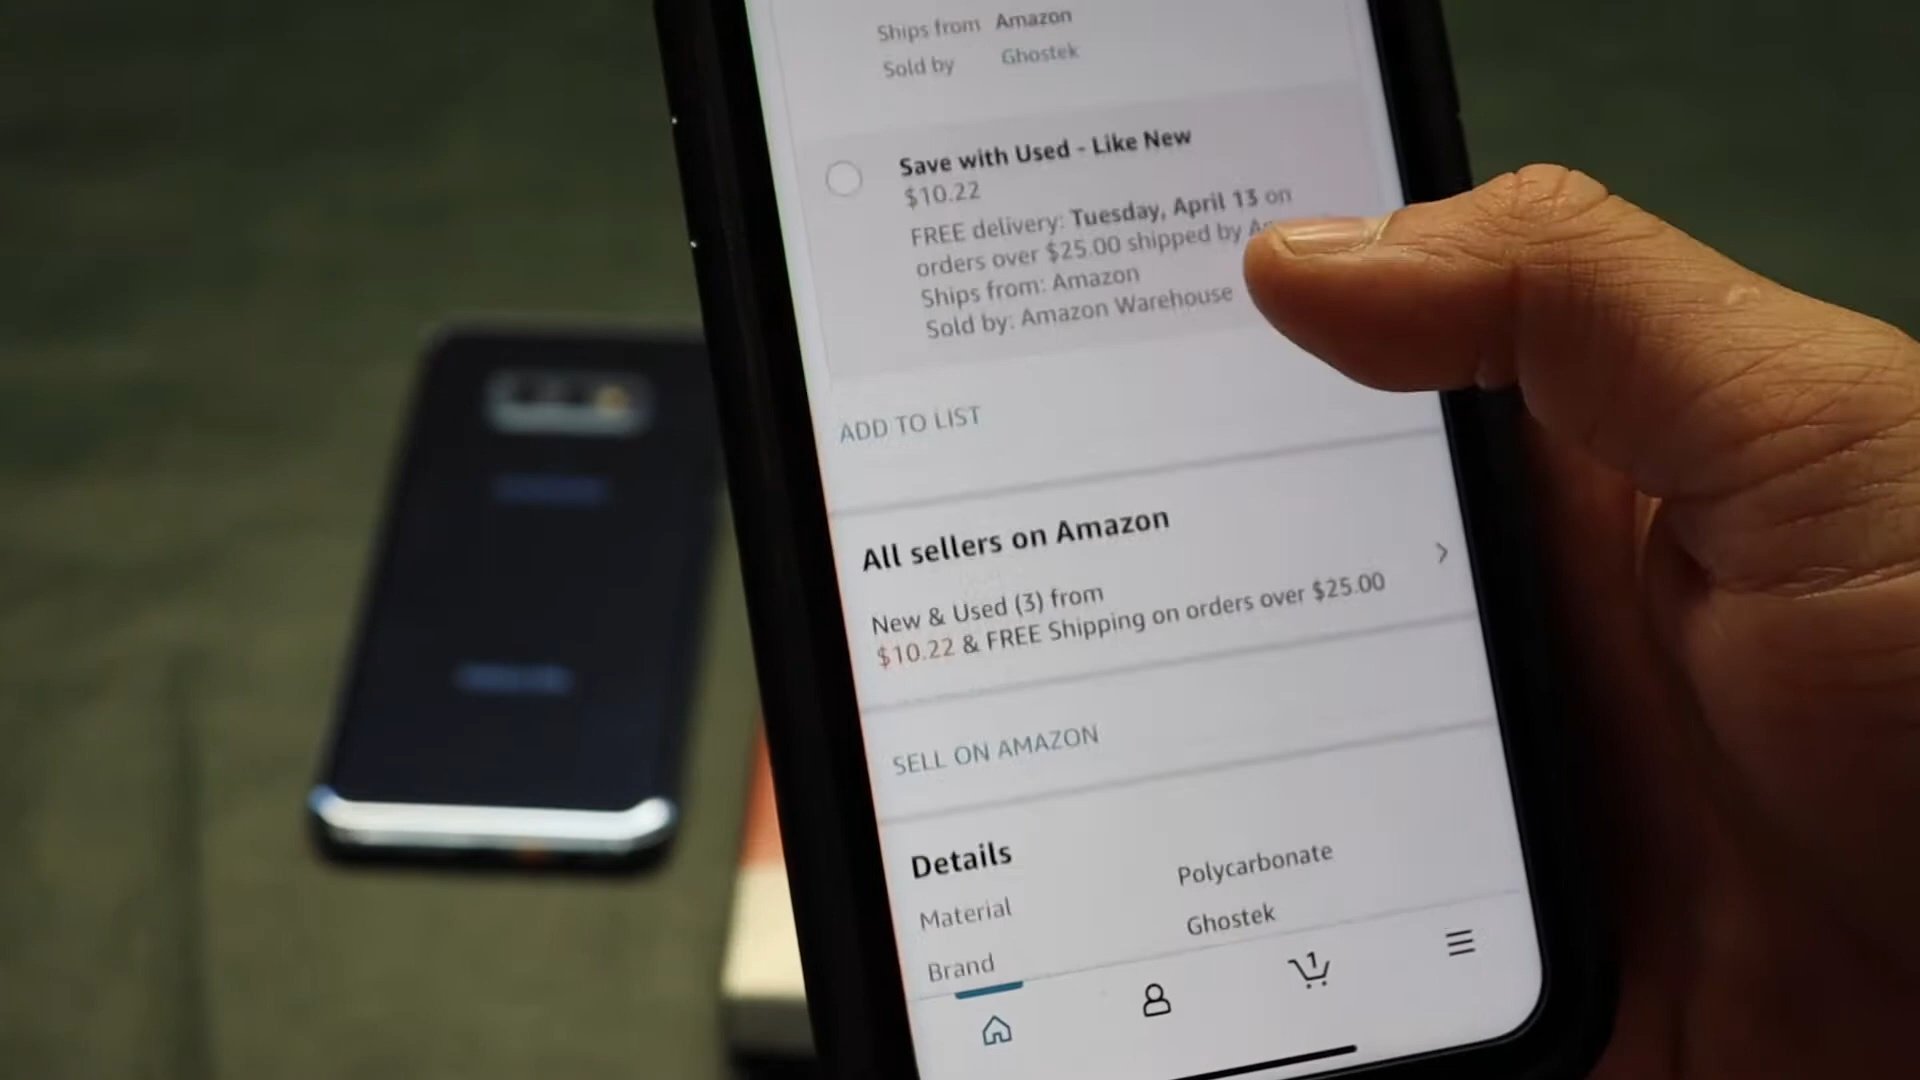 Ships from Amazon
Sold by Ghostek
Save with Used - Like New
$10.22
FREE delivery: Tuesday, April 13 on
orders over $25.00 shipped by
Ships from: Amazon
Sold by: Amazon Warehouse
ADD TO LIST
All sellers on Amazon
New & Used (3) from
$10.22 & FREE Shipping on orders over $25.00
SELL ON AMAZON
Details
Material Polycarbonate
Brand Ghostek
1